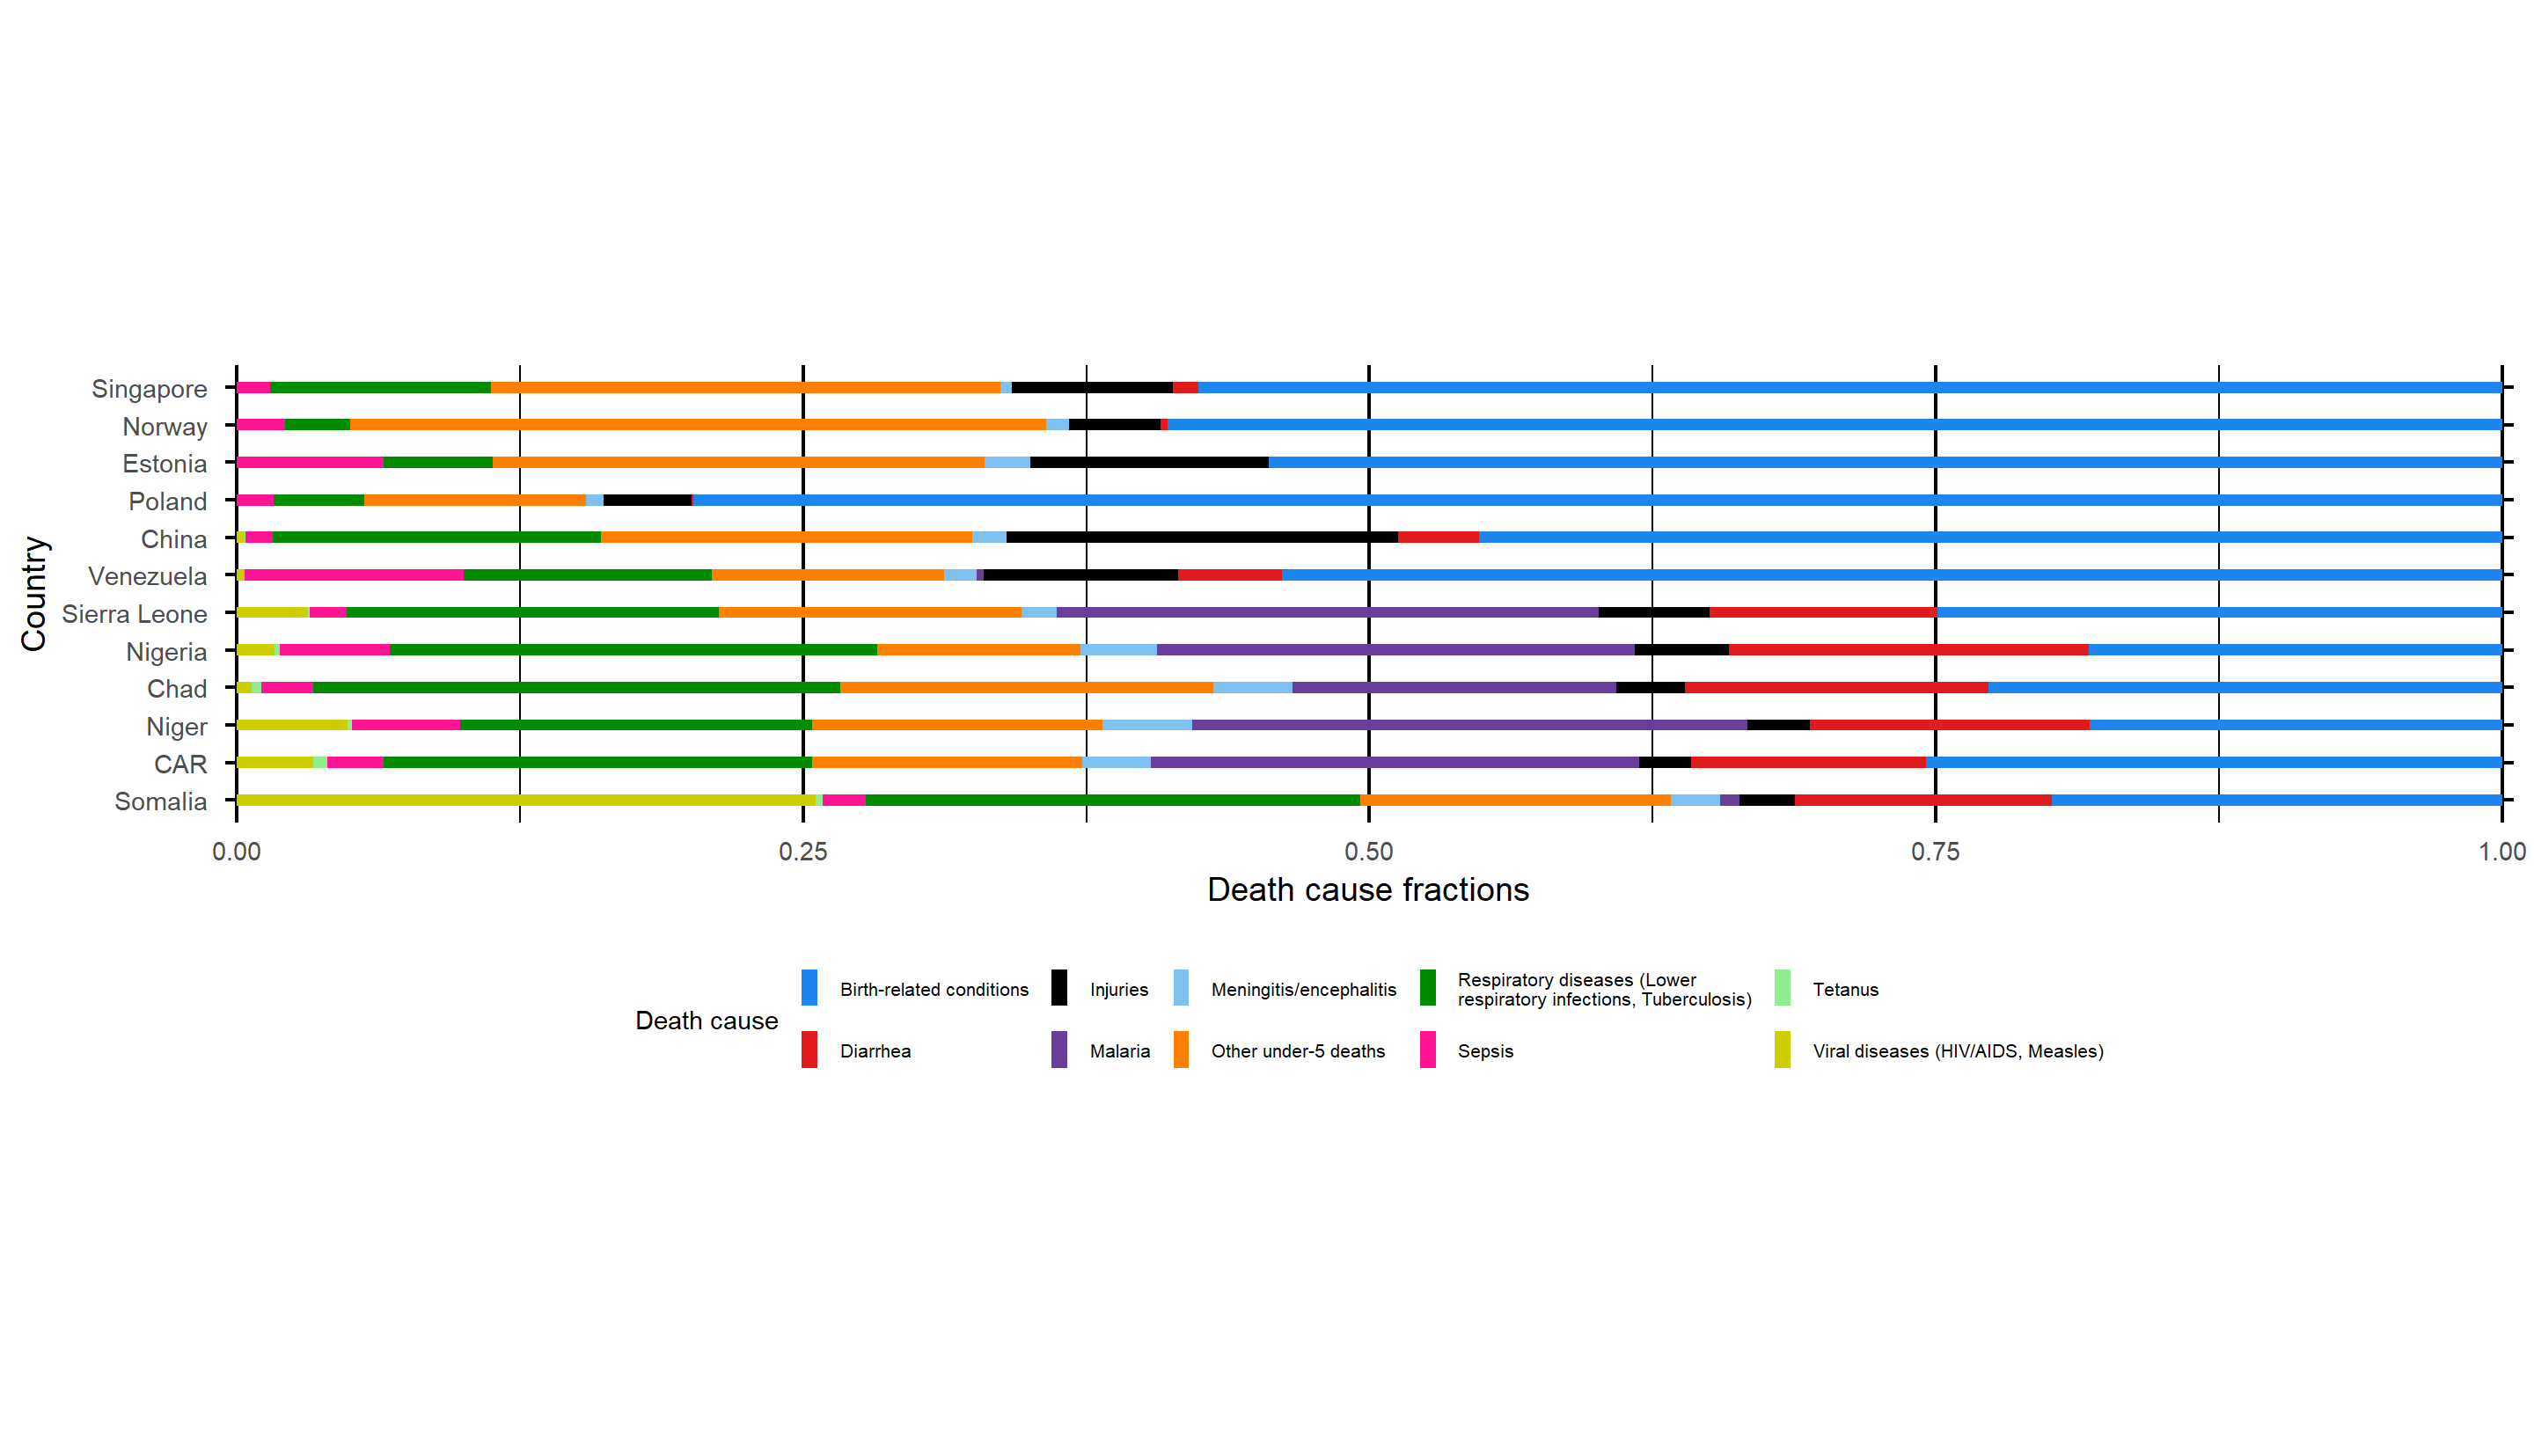 Singapore
Norway
Estonia
Poland
China
Venezuela
Sierra Leone
Nigeria
Chad
Niger
CAR
Somalia
Country
0.00 0.25 0.50 0.75 1.00
Death cause fractions
Death cause
Birth-related conditions
Diarrhea
Injuries
Malaria
Meningitis/encephalitis
Other under-5 deaths
Respiratory diseases (Lower
respiratory infections, Tuberculosis)
Sepsis
Tetanus
Viral diseases (HIV/AIDS, Measles)